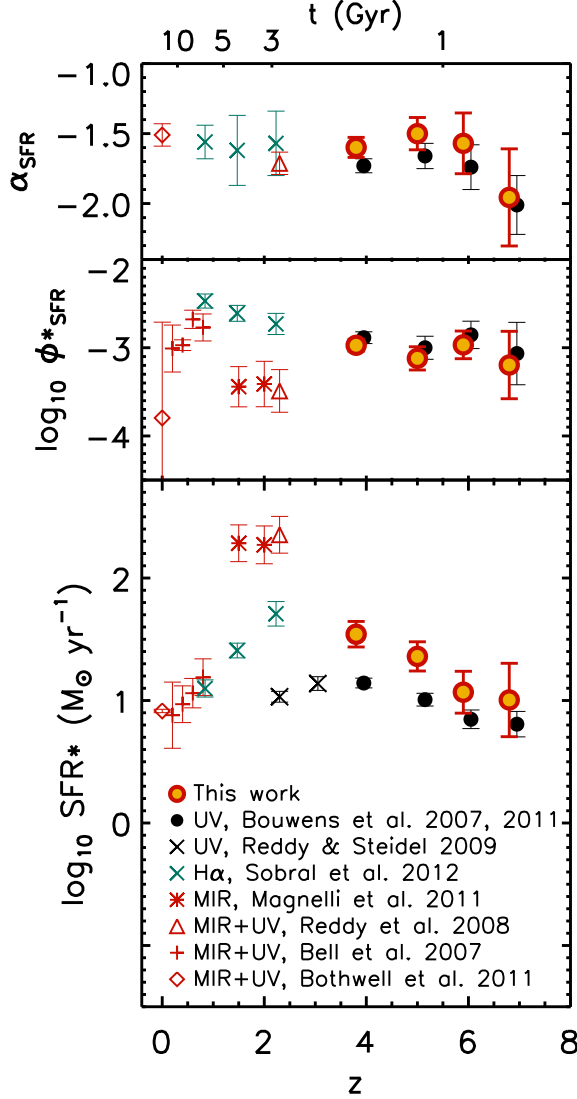 t (Gyr)
10 5 3 1
−1.0
−1.5
−2.0
αSFR
−2
−3
−4
log10 ϕ*SFR
2
1
0
log10 SFR* (M⊙ yr−1)
This work
UV, Bouwens et al. 2007, 2011
UV, Reddy & Steidel 2009
Hα, Sobral et al. 2012
MIR, Magnelli et al. 2011
MIR+UV, Reddy et al. 2008
MIR+UV, Bell et al. 2007
MIR+UV, Bothwell et al. 2011
0 2 4 6 8
z